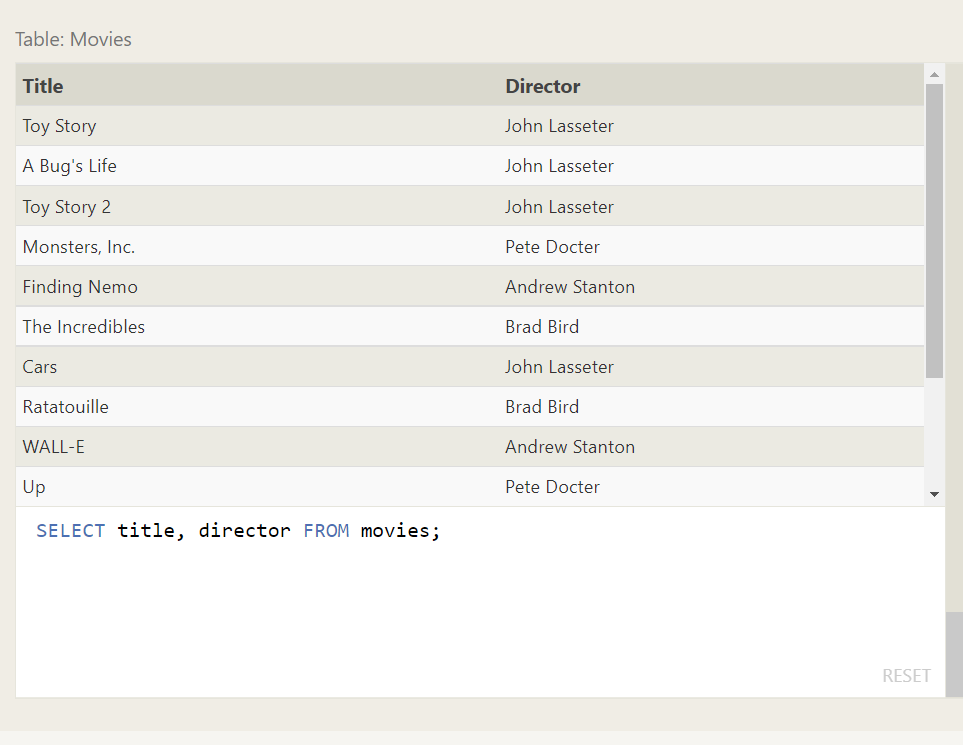 Table: Movies
Title Director
Toy Story John Lasseter
A Bug's Life John Lasseter
Toy Story 2 John Lasseter
Monsters, Inc. Pete Docter
Finding Nemo Andrew Stanton
The Incredibles Brad Bird
Cars John Lasseter
Ratatouille Brad Bird
WALL-E Andrew Stanton
Up Pete Docter
SELECT title, director FROM movies;
RESET